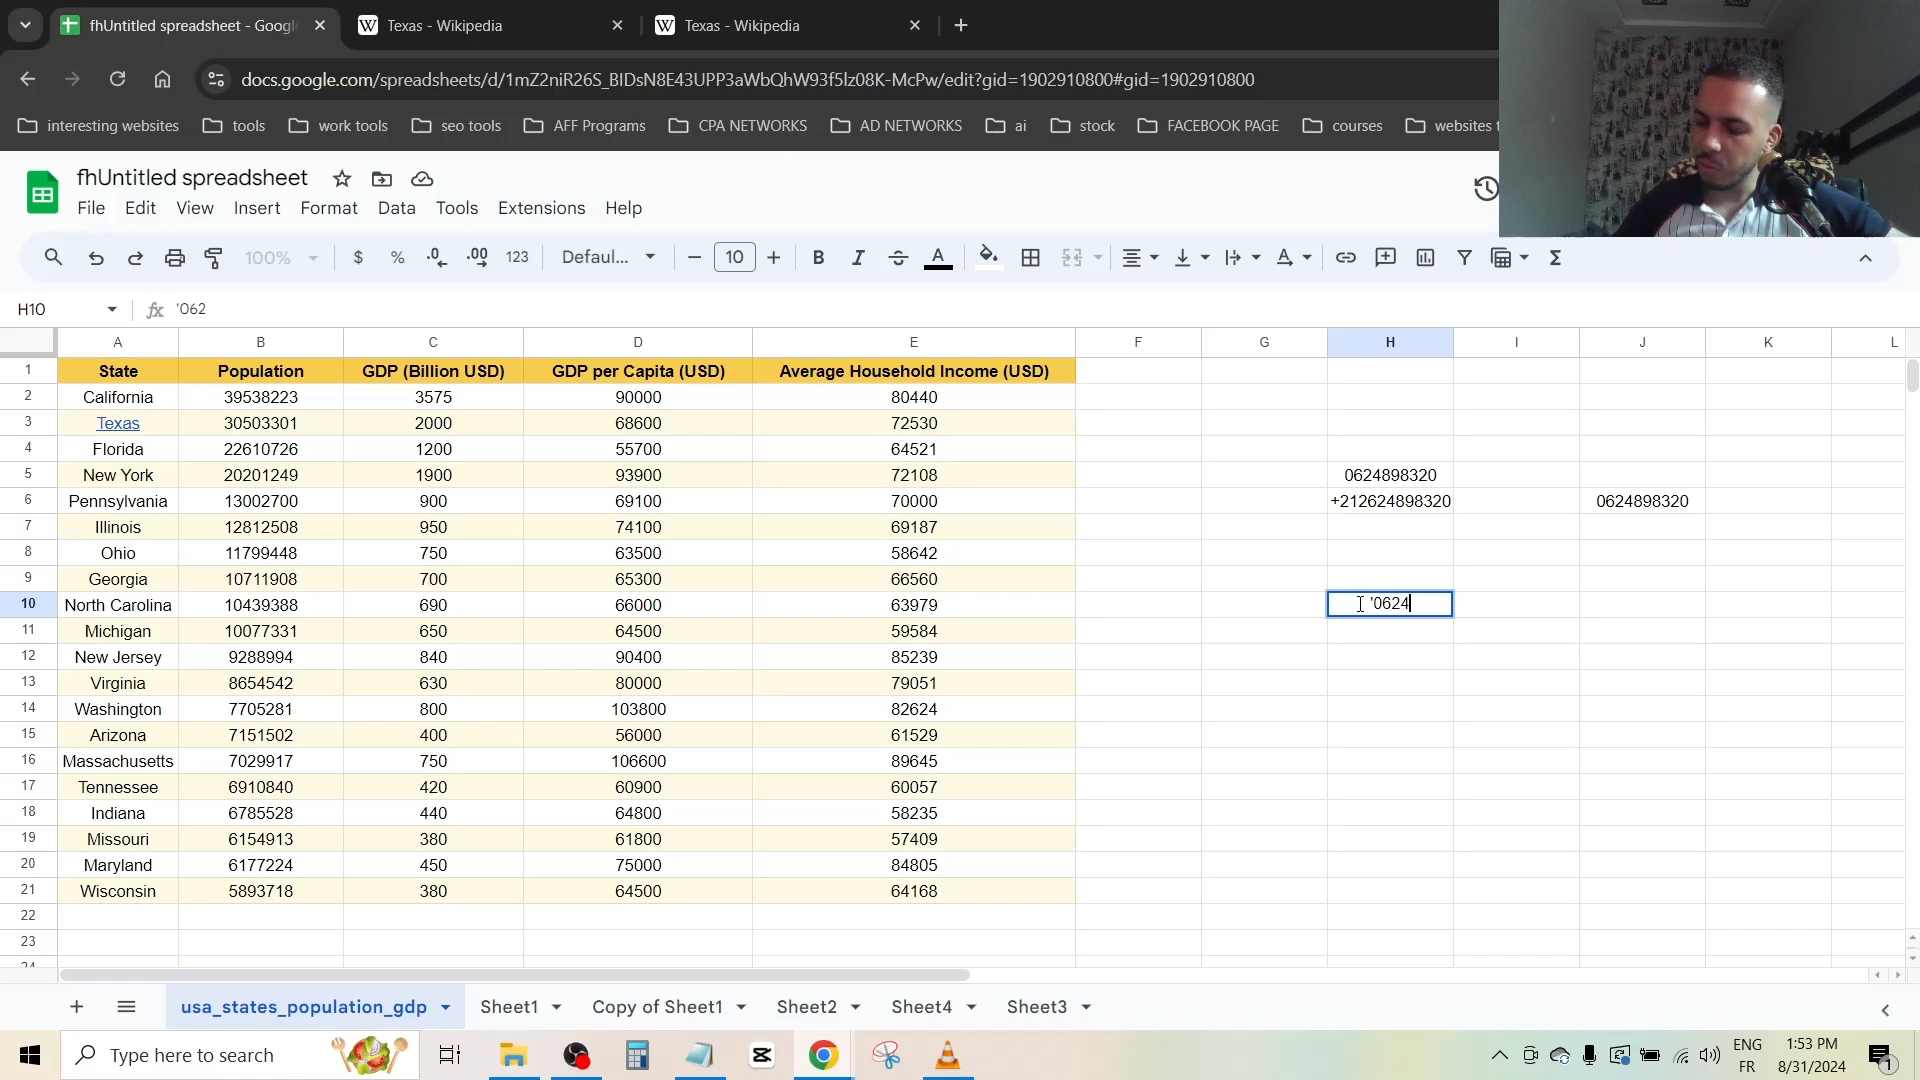 fhUntitled spreadsheet - Googl
Texas - Wikipedia
Texas - Wikipedia
docs.google.com/spreadsheets/d/1mZ2niR26S_BIDsN8E43UPP3aWbQhW93f5lz08K-McPw/edit?gid=1902910800#gid=1902910800
interesting websites tools work tools seo tools AFF Programs CPA NETWORKS AD NETWORKS ai stock FACEBOOK PAGE courses websites t
fhUntitled spreadsheet
File Edit View Insert Format Data Tools Extensions Help
100% $ % .0 .00 123 Defaul... - 10 + B I S A
H10 fx '062
A B C D E F G H I J K L
1 State Population GDP (Billion USD) GDP per Capita (USD) Average Household Income (USD)
2 California 39538223 3575 90000 80440
3 Texas 30503301 2000 68600 72530
4 Florida 22610726 1200 55700 64521
5 New York 20201249 1900 93900 72108 0624898320
6 Pennsylvania 13002700 900 69100 70000 +212624898320 0624898320
7 Illinois 12812508 950 74100 69187
8 Ohio 11799448 750 63500 58642
9 Georgia 10711908 700 65300 66560
10 North Carolina 10439388 690 66000 63979 '0624
11 Michigan 10077331 650 64500 59584
12 New Jersey 9288994 840 90400 85239
13 Virginia 8654542 630 80000 79051
14 Washington 7705281 800 103800 82624
15 Arizona 7151502 400 56000 61529
16 Massachusetts 7029917 750 106600 89645
17 Tennessee 6910840 420 60900 60057
18 Indiana 6785528 440 64800 58235
19 Missouri 6154913 380 61800 57409
20 Maryland 6177224 450 75000 84805
21 Wisconsin 5893718 380 64500 64168
22
23
24
usa_states_population_gdp Sheet1 Copy of Sheet1 Sheet2 Sheet4 Sheet3
Type here to search
ENG
FR
1:53 PM
8/31/2024
1